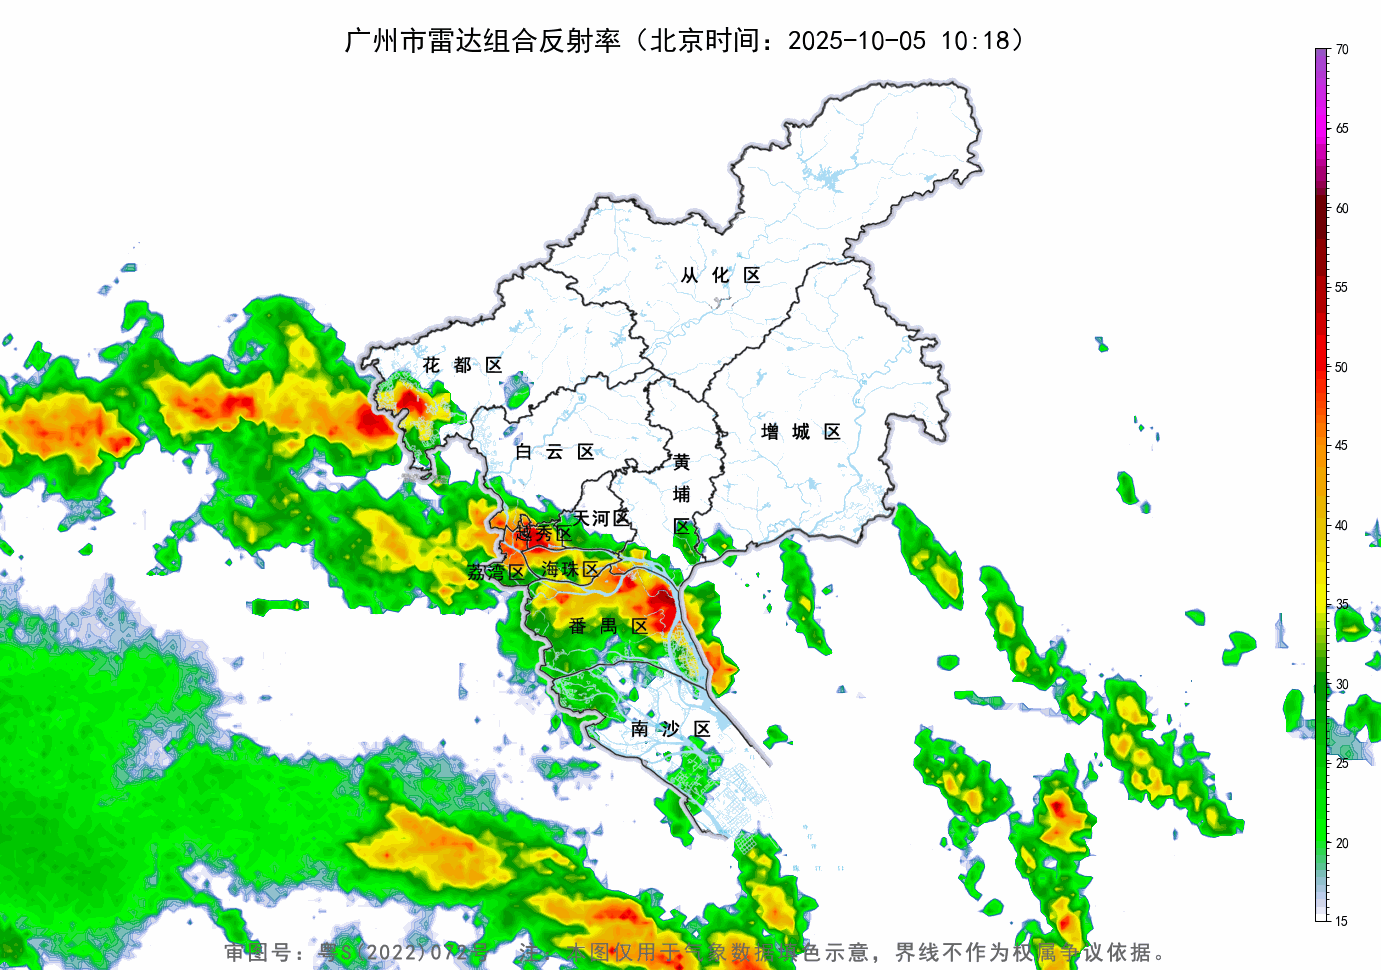 广州市雷达组合反射率（北京时间：2025-10-05 10:18）
70
65
60
55
50
45
40
35
30
25
20
15
从 化 区
花 都 区
增 城 区
白 云 区
黄
埔
区
天河区
越秀区
荔湾区
海珠区
番 禺 区
南 沙 区
审图号：粤S(2022)072号 注：本图仅用于气象数据填色示意，界线不作为权属争议依据。